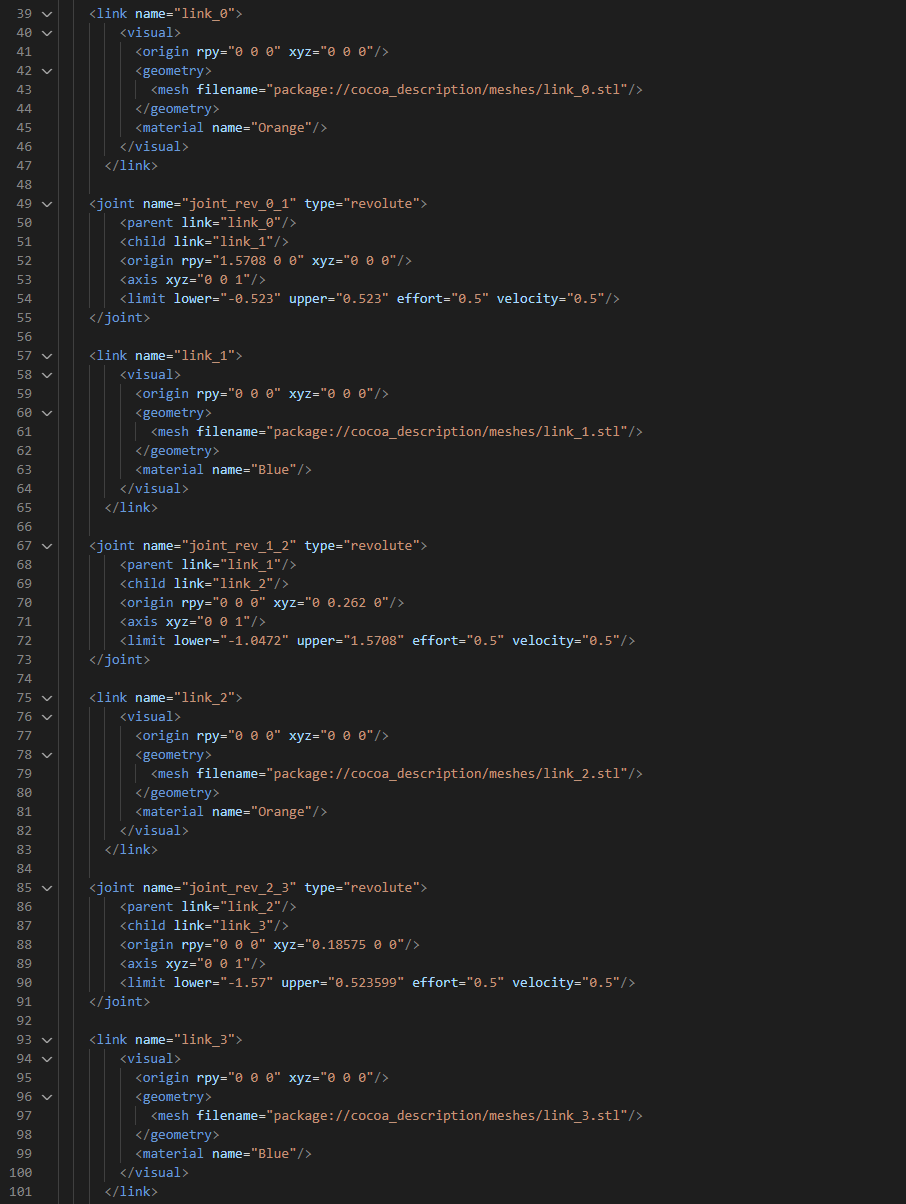 39 <link name="link_0">
40 <visual>
41 <origin rpy="0 0 0" xyz="0 0 0"/>
42 <geometry>
43 <mesh filename="package://cocoa_description/meshes/link_0.stl"/>
44 </geometry>
45 <material name="Orange"/>
46 </visual>
47 </link>
48
49 <joint name="joint_rev_0_1" type="revolute">
50 <parent link="link_0"/>
51 <child link="link_1"/>
52 <origin rpy="1.5708 0 0" xyz="0 0 0"/>
53 <axis xyz="0 0 1"/>
54 <limit lower="-0.523" upper="0.523" effort="0.5" velocity="0.5"/>
55 </joint>
56
57 <link name="link_1">
58 <visual>
59 <origin rpy="0 0 0" xyz="0 0 0"/>
60 <geometry>
61 <mesh filename="package://cocoa_description/meshes/link_1.stl"/>
62 </geometry>
63 <material name="Blue"/>
64 </visual>
65 </link>
66
67 <joint name="joint_rev_1_2" type="revolute">
68 <parent link="link_1"/>
69 <child link="link_2"/>
70 <origin rpy="0 0 0" xyz="0 0.262 0"/>
71 <axis xyz="0 0 1"/>
72 <limit lower="-1.0472" upper="1.5708" effort="0.5" velocity="0.5"/>
73 </joint>
74
75 <link name="link_2">
76 <visual>
77 <origin rpy="0 0 0" xyz="0 0 0"/>
78 <geometry>
79 <mesh filename="package://cocoa_description/meshes/link_2.stl"/>
80 </geometry>
81 <material name="Orange"/>
82 </visual>
83 </link>
84
85 <joint name="joint_rev_2_3" type="revolute">
86 <parent link="link_2"/>
87 <child link="link_3"/>
88 <origin rpy="0 0 0" xyz="0.18575 0 0"/>
89 <axis xyz="0 0 1"/>
90 <limit lower="-1.57" upper="0.523599" effort="0.5" velocity="0.5"/>
91 </joint>
92
93 <link name="link_3">
94 <visual>
95 <origin rpy="0 0 0" xyz="0 0 0"/>
96 <geometry>
97 <mesh filename="package://cocoa_description/meshes/link_3.stl"/>
98 </geometry>
99 <material name="Blue"/>
100 </visual>
101 </link>